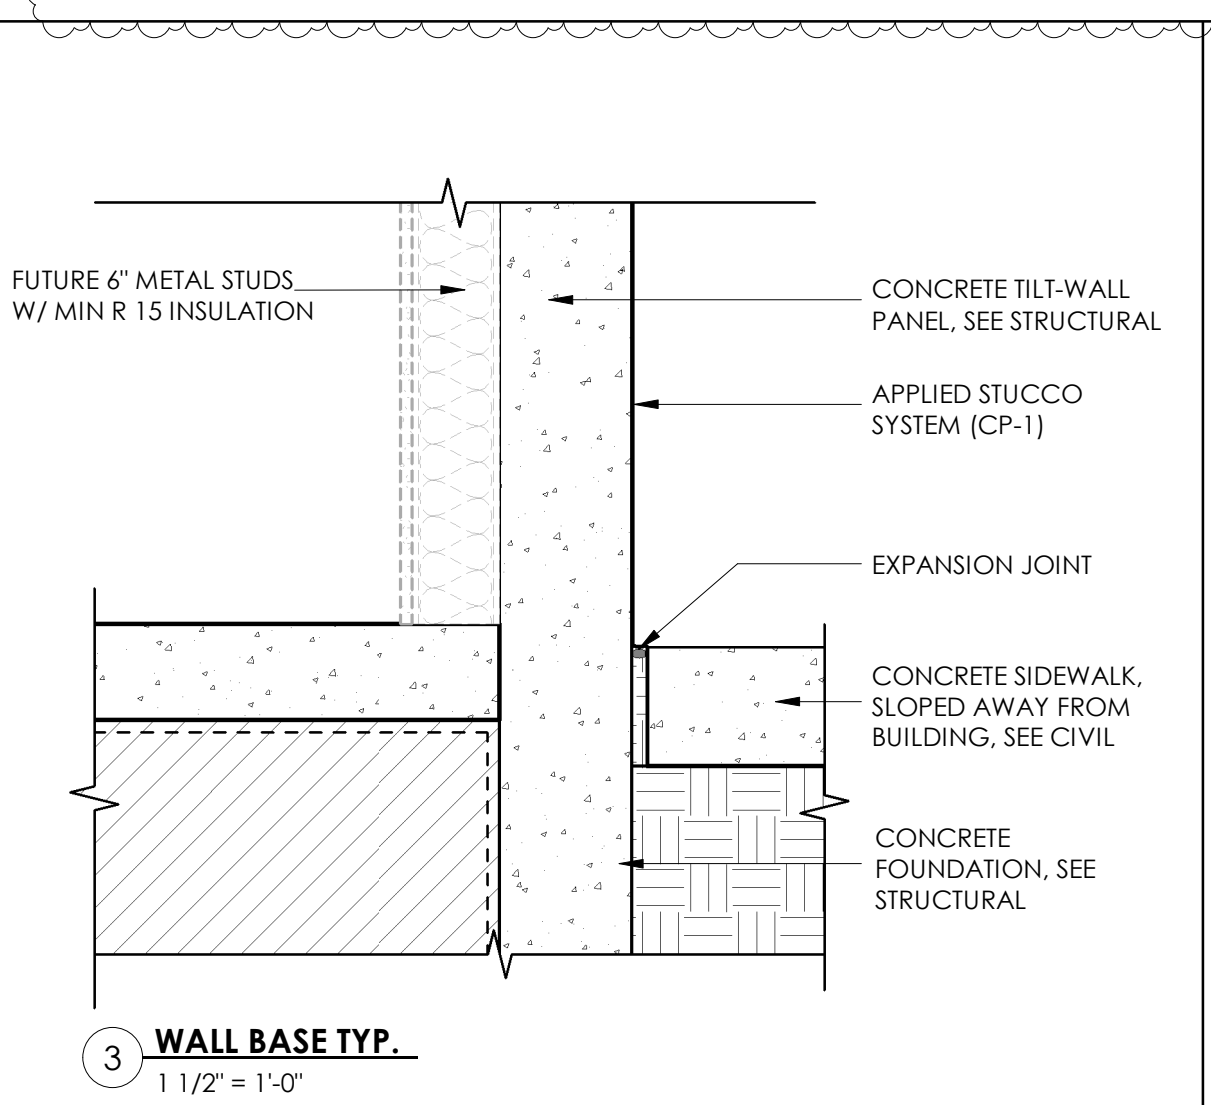 FUTURE 6" METAL STUDS
W/ MIN R 15 INSULATION
CONCRETE TILT-WALL
PANEL, SEE STRUCTURAL
APPLIED STUCCO
SYSTEM (CP-1)
EXPANSION JOINT
CONCRETE SIDEWALK,
SLOPED AWAY FROM
BUILDING, SEE CIVIL
CONCRETE
FOUNDATION, SEE
STRUCTURAL
3 WALL BASE TYP.
1 1/2" = 1'-0"